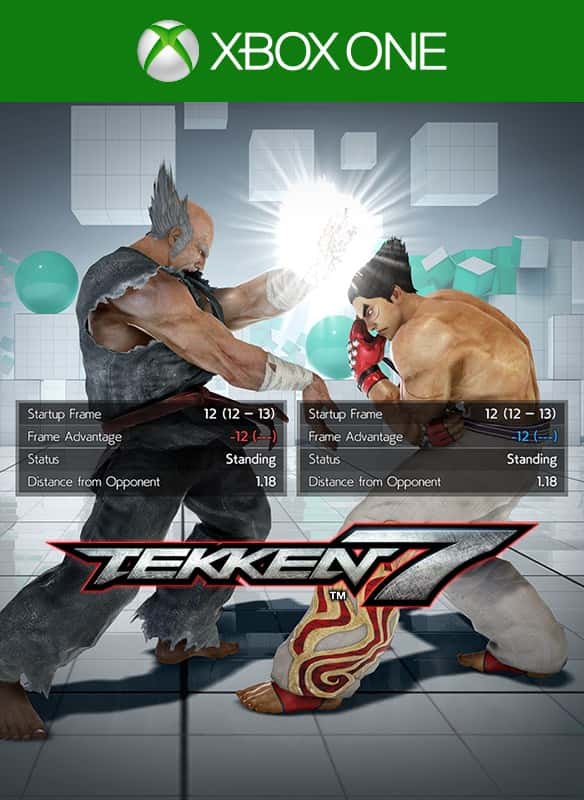 XBOX ONE
Startup Frame 12 (12 – 13)
Frame Advantage -12 (---)
Status Standing
Distance from Opponent 1.18
Startup Frame 12 (12 – 13)
Frame Advantage -12 (---)
Status Standing
Distance from Opponent 1.18
TEKKEN 7
TM